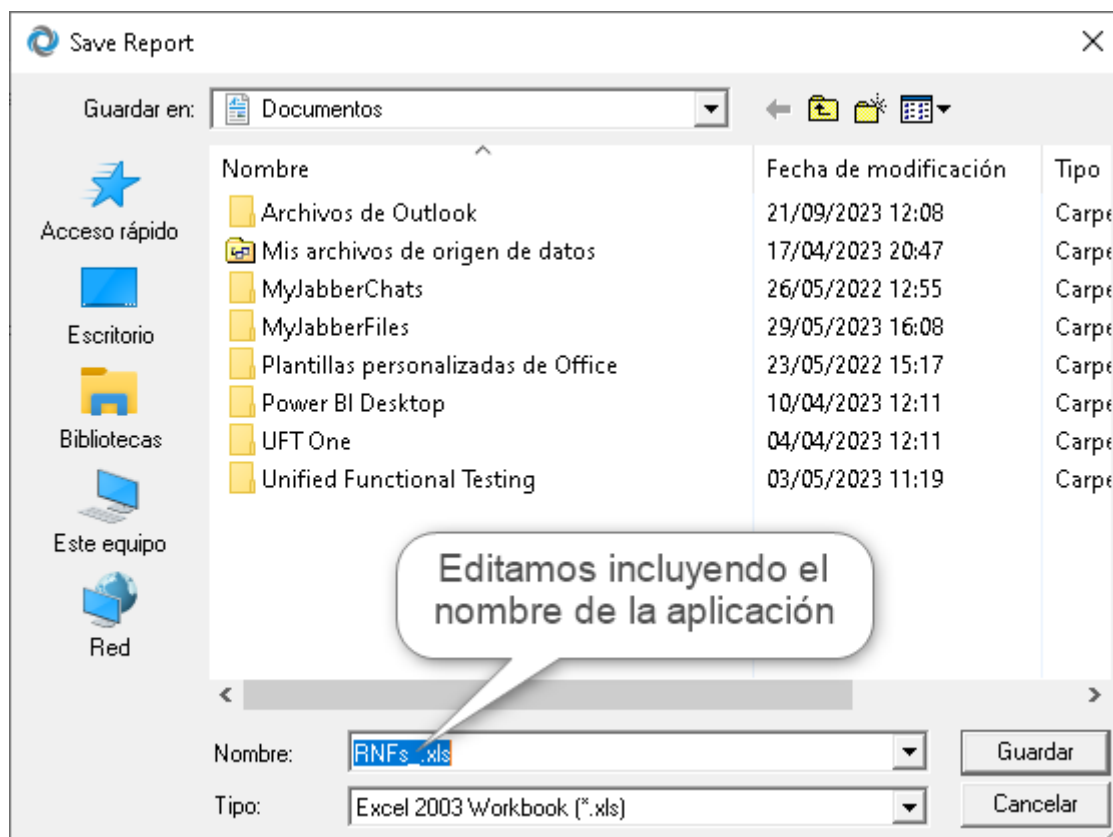 Save Report
Guardar en: Documentos
Nombre Fecha de modificación Tipo
Archivos de Outlook 21/09/2023 12:08 Carpe
Mis archivos de origen de datos 17/04/2023 20:47 Carpe
MyJabberChats 26/05/2022 12:55 Carpe
MyJabberFiles 29/05/2023 16:08 Carpe
Plantillas personalizadas de Office 23/05/2022 15:17 Carpe
Power BI Desktop 10/04/2023 12:11 Carpe
UFT One 04/04/2023 12:11 Carpe
Unified Functional Testing 03/05/2023 11:19 Carpe
Acceso rápido
Escritorio
Bibliotecas
Este equipo
Red
Editamos incluyendo el
nombre de la aplicación
Nombre: RNFs_.xls Guardar
Tipo: Excel 2003 Workbook (*.xls) Cancelar